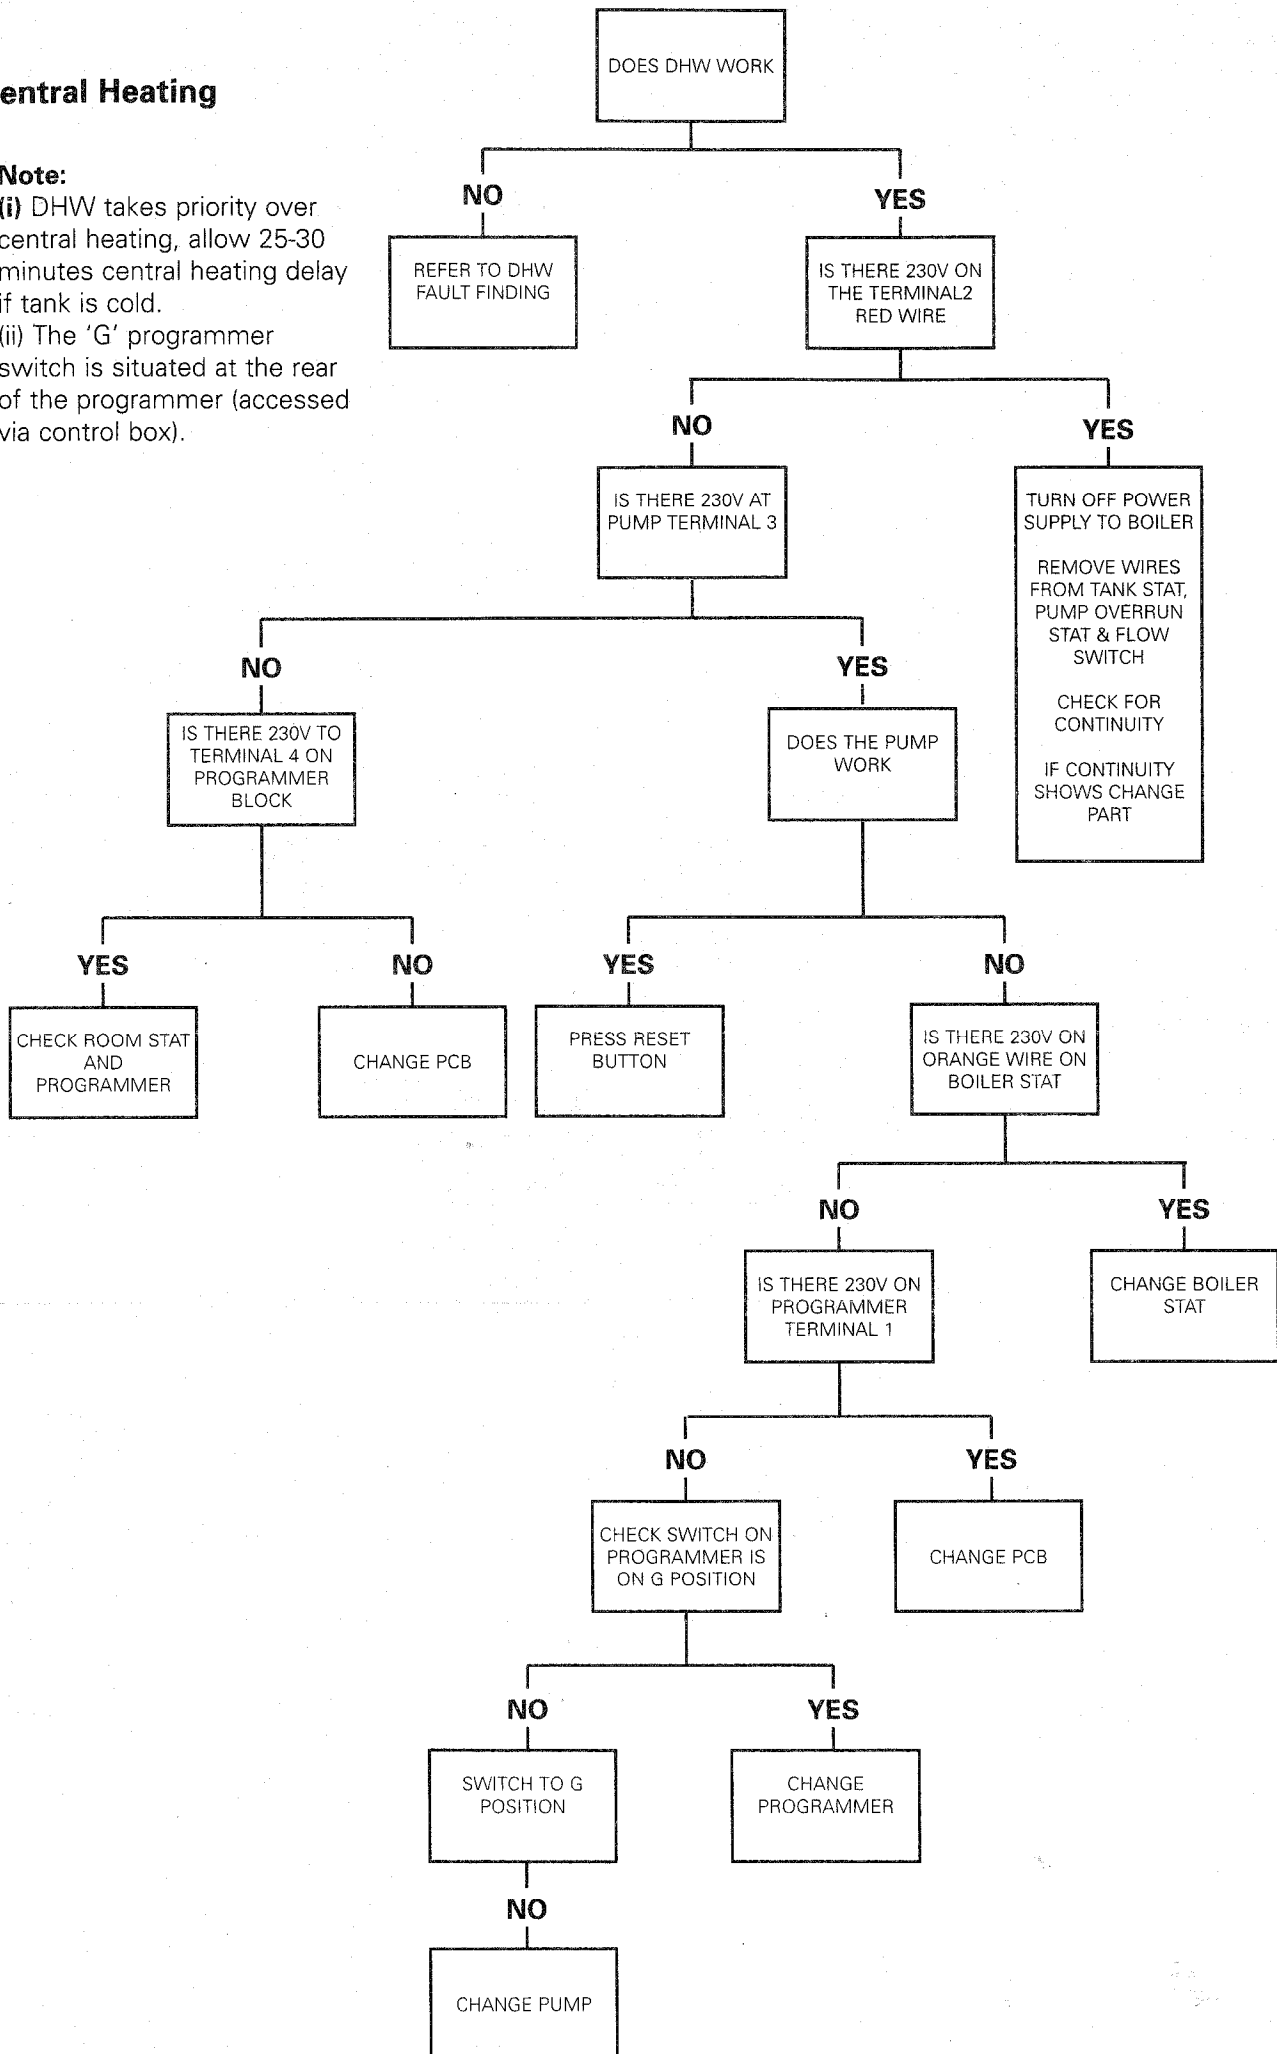 entral Heating
Note:
(i) DHW takes priority over
central heating, allow 25-30
minutes central heating delay
if tank is cold.
(ii) The 'G' programmer
switch is situated at the rear
of the programmer (accessed
via control box).
DOES DHW WORK
NO
YES
REFER TO DHW
FAULT FINDING
IS THERE 230V ON
THE TERMINAL2
RED WIRE
NO
YES
IS THERE 230V AT
PUMP TERMINAL 3
TURN OFF POWER
SUPPLY TO BOILER
REMOVE WIRES
FROM TANK STAT,
PUMP OVERRUN
STAT & FLOW
SWITCH
CHECK FOR
CONTINUITY
IF CONTINUITY
SHOWS CHANGE
PART
NO
YES
IS THERE 230V TO
TERMINAL 4 ON
PROGRAMMER
BLOCK
DOES THE PUMP
WORK
YES
NO
YES
NO
CHECK ROOM STAT
AND
PROGRAMMER
CHANGE PCB
PRESS RESET
BUTTON
IS THERE 230V ON
ORANGE WIRE ON
BOILER STAT
NO
YES
IS THERE 230V ON
PROGRAMMER
TERMINAL 1
CHANGE BOILER
STAT
NO
YES
CHECK SWITCH ON
PROGRAMMER IS
ON G POSITION
CHANGE PCB
NO
YES
SWITCH TO G
POSITION
CHANGE
PROGRAMMER
NO
CHANGE PUMP